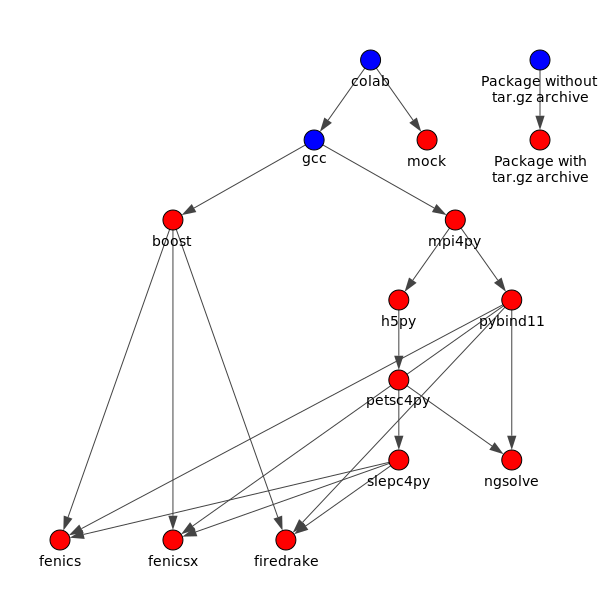 colab
Package without
tar.gz archive
gcc
mock
Package with
tar.gz archive
boost
mpi4py
h5py
pybind11
petsc4py
slepc4py
ngsolve
fenics
fenicsx
firedrake